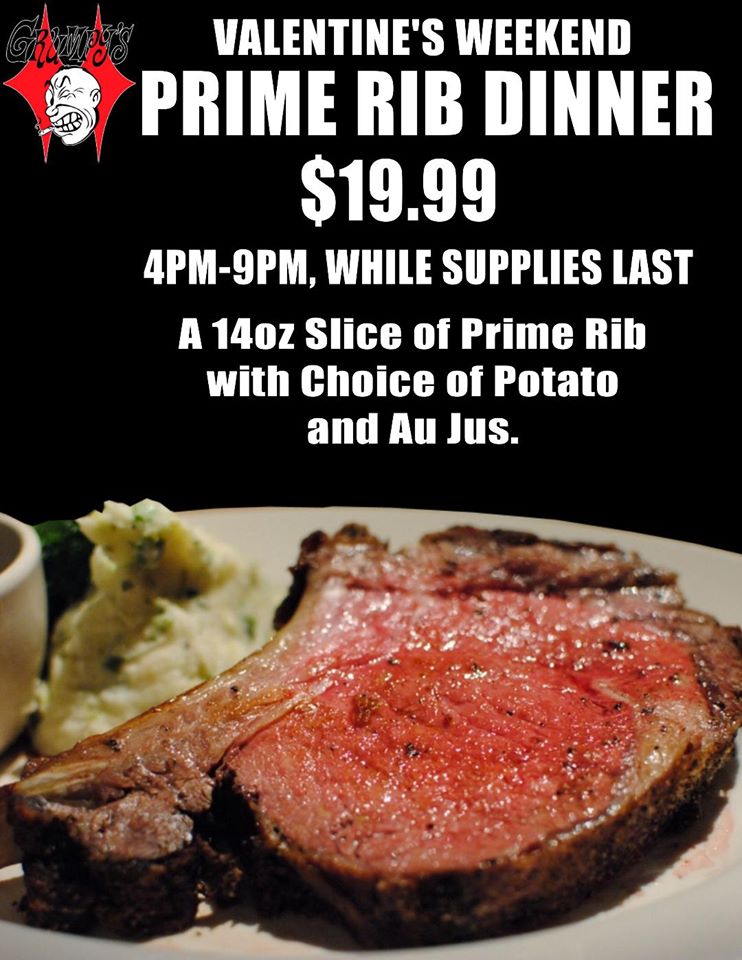 GRUMPY'S
VALENTINE'S WEEKEND
PRIME RIB DINNER
$19.99
4PM-9PM, WHILE SUPPLIES LAST
A 14oz Slice of Prime Rib
with Choice of Potato
and Au Jus.